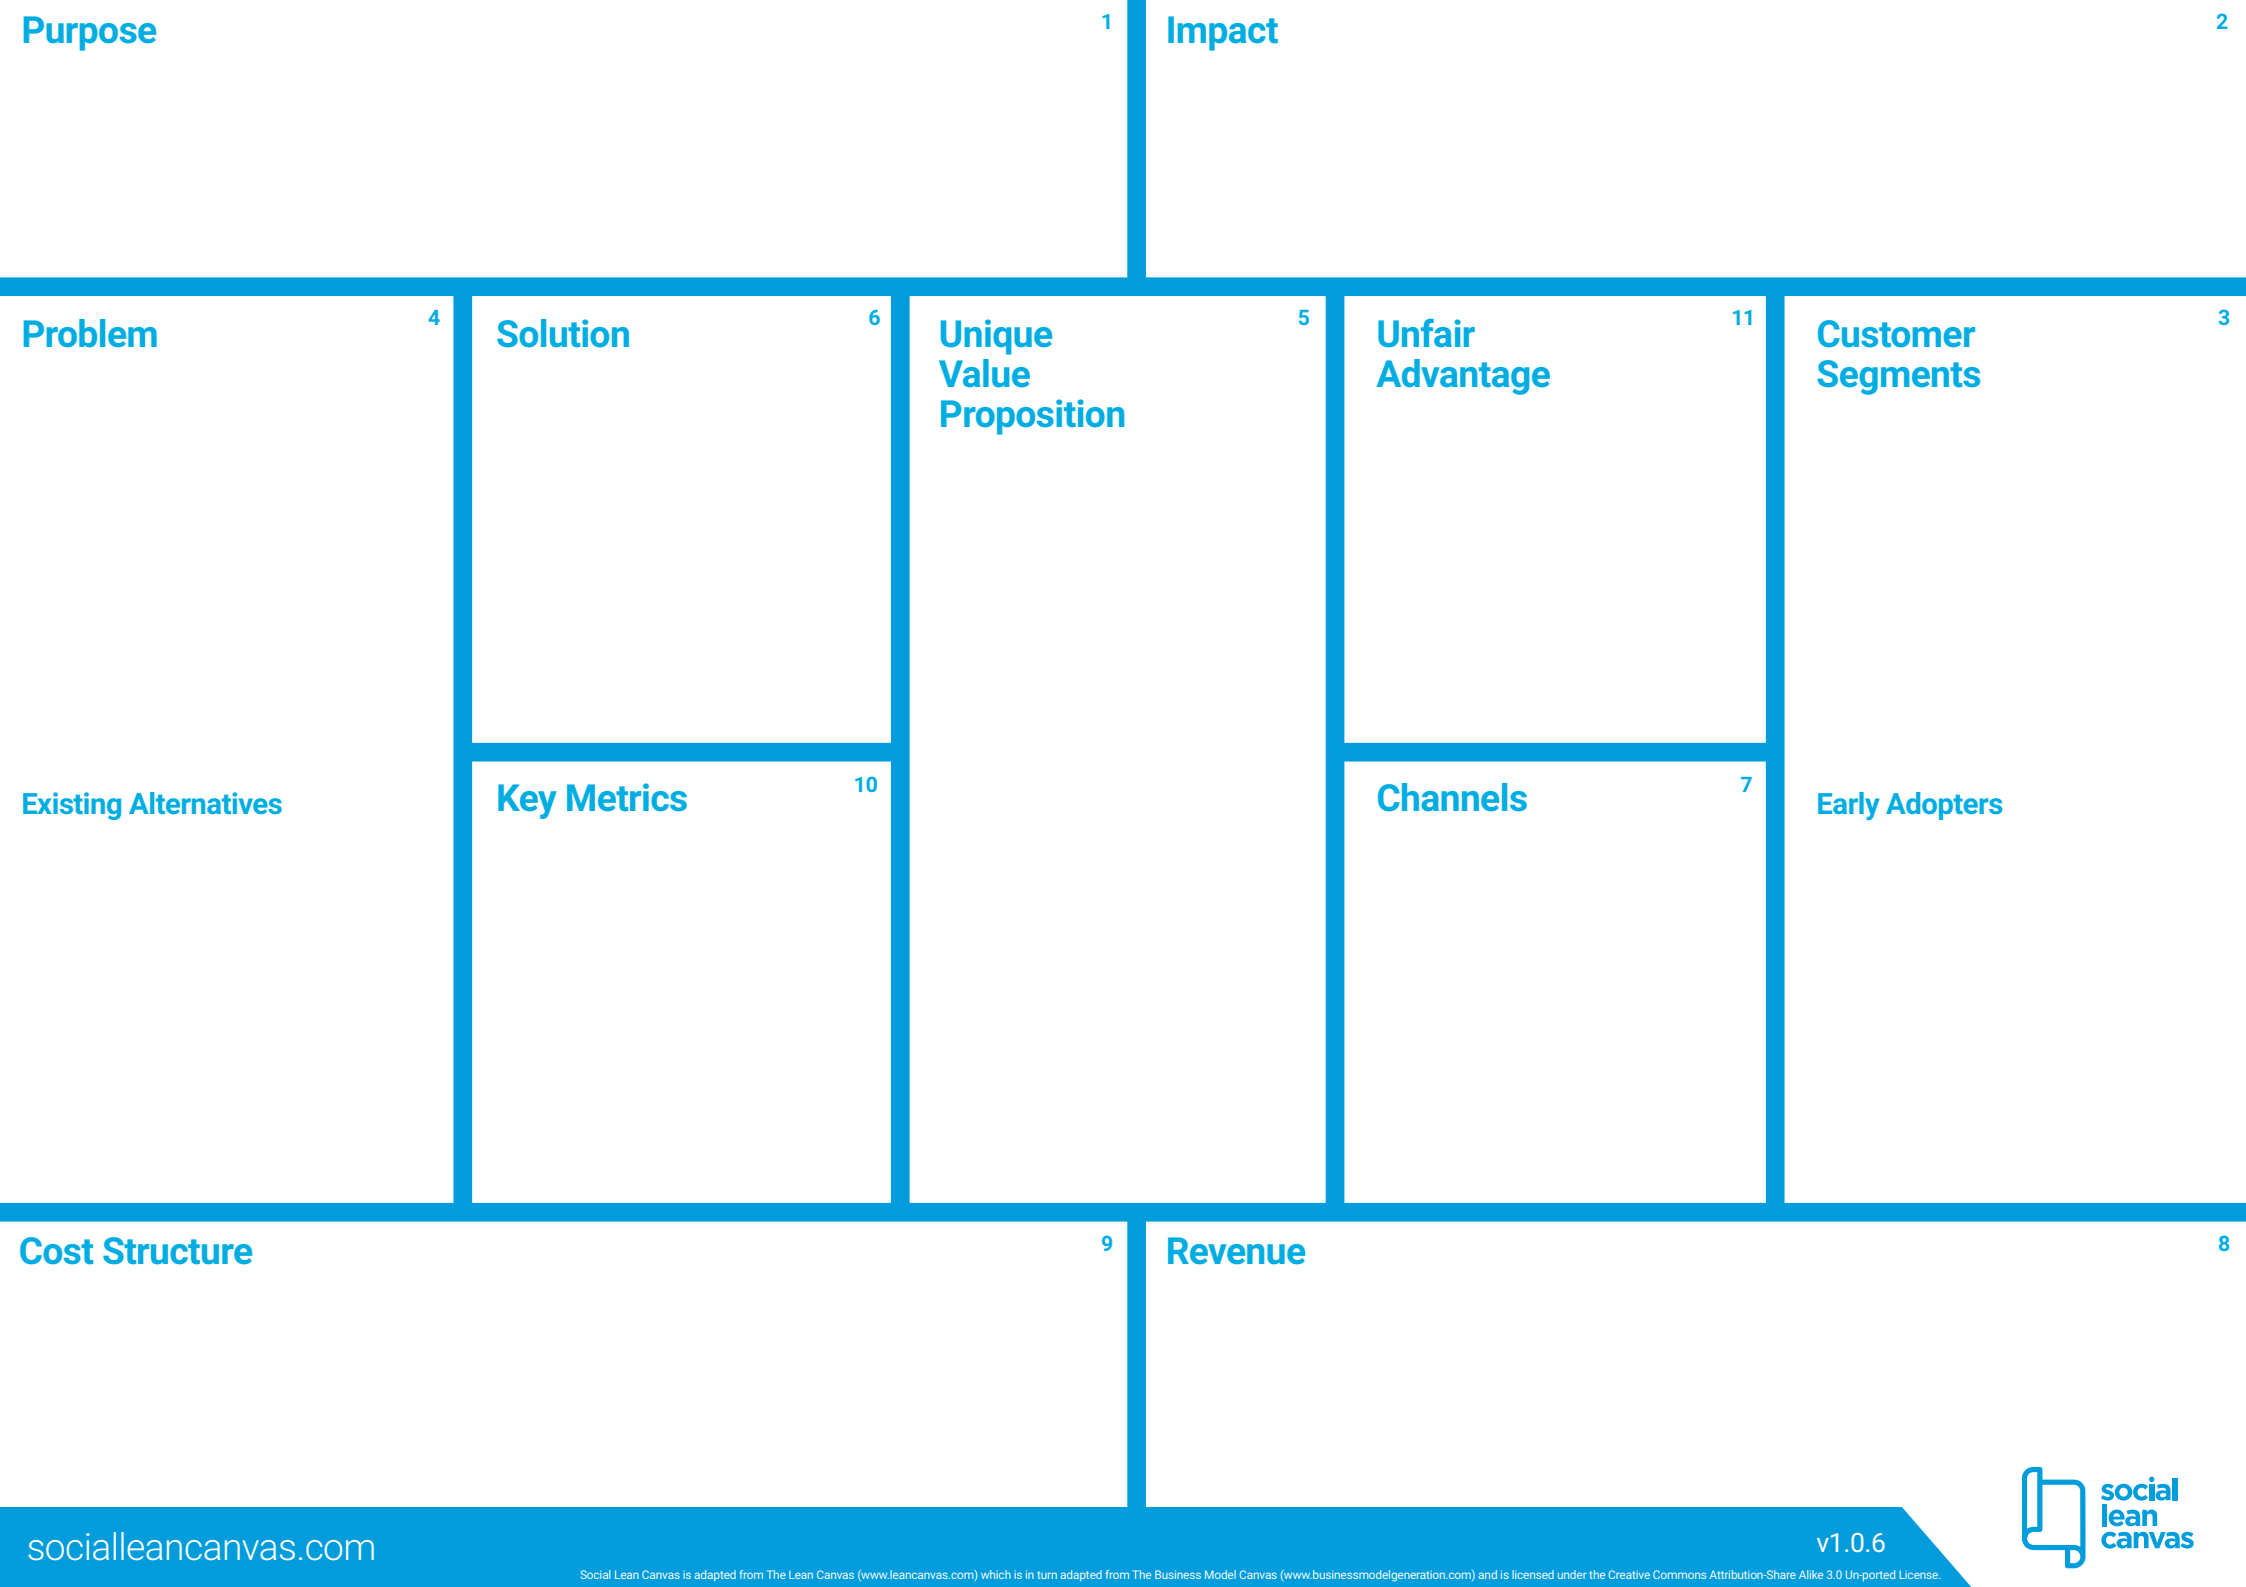 Purpose
1
Impact
2
Problem
4
Solution
6
Unique
Value
Proposition
5
Unfair
Advantage
11
Customer
Segments
3
Existing Alternatives
Key Metrics
10
Channels
7
Early Adopters
Cost Structure
9
Revenue
8
socialleancanvas.com
v1.0.6
Social Lean Canvas is adapted from The Lean Canvas (www.leancanvas.com) which is in turn adapted from The Business Model Canvas (www.businessmodelgeneration.com) and is licensed under the Creative Commons Attribution-Share Alike 3.0 Un-ported License.
social
lean
canvas